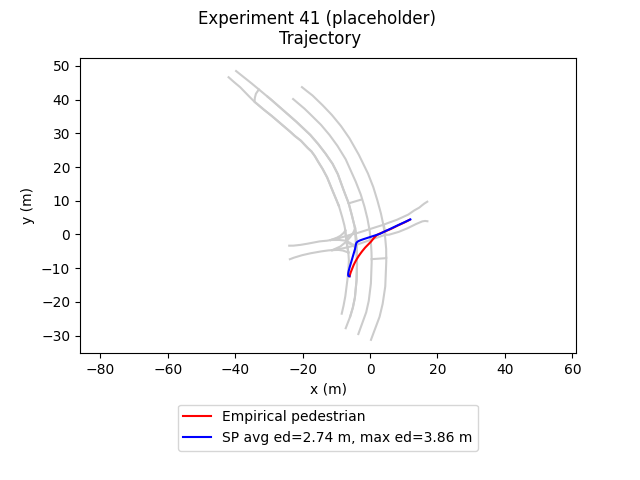 Experiment 41 (placeholder)
Trajectory
50
40
30
20
10
0
−10
−20
−30
y (m)
−80
−60
−40
−20
0
20
40
60
x (m)
Empirical pedestrian
SP avg ed=2.74 m, max ed=3.86 m